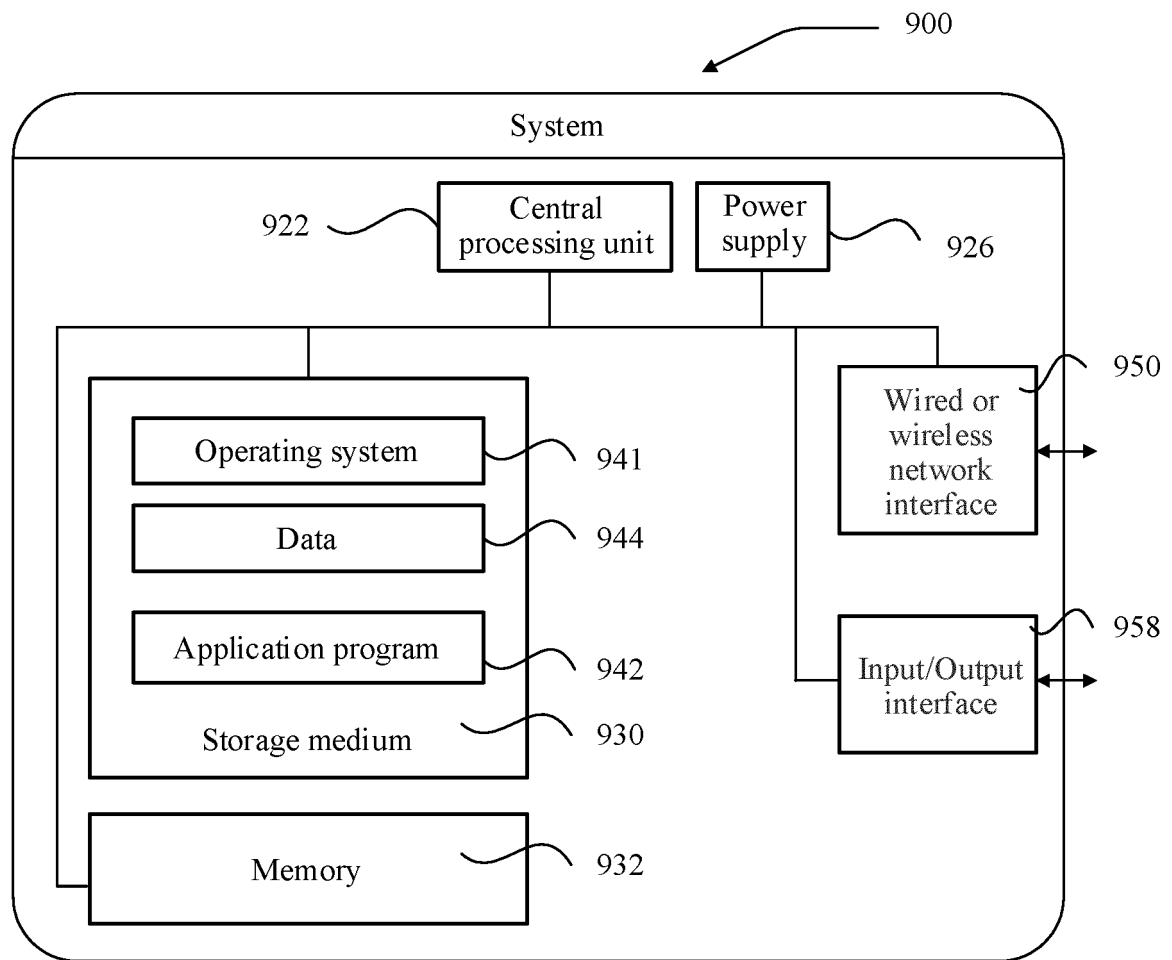 900
System
922
Central
processing unit
Power
supply
926
950
Wired or
wireless
network
interface
Operating system
941
Data
944
Application program
942
Storage medium
930
958
Input/Output
interface
Memory
932